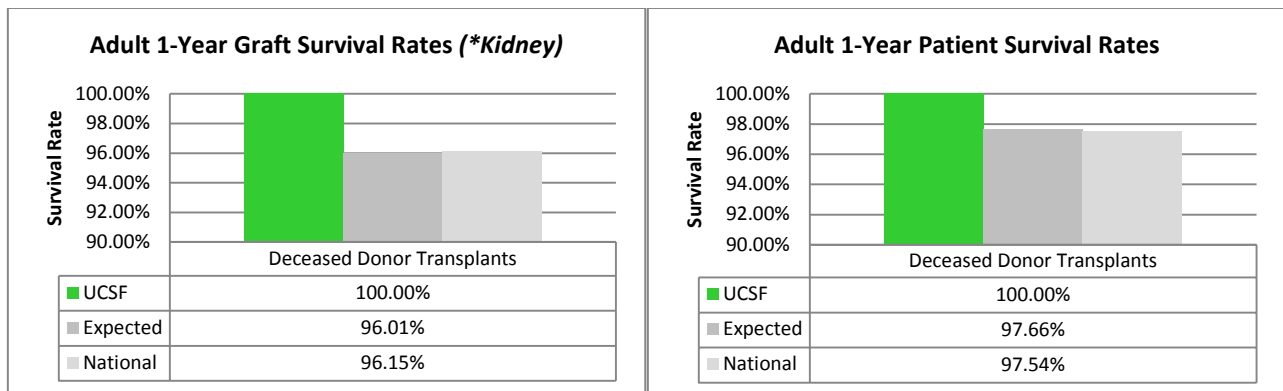 Adult 1-Year Graft Survival Rates (*Kidney)
Survival Rate
100.00%
98.00%
96.00%
94.00%
92.00%
90.00%
Deceased Donor Transplants
UCSF 100.00%
Expected 96.01%
National 96.15%
Adult 1-Year Patient Survival Rates
Survival Rate
100.00%
98.00%
96.00%
94.00%
92.00%
90.00%
Deceased Donor Transplants
UCSF 100.00%
Expected 97.66%
National 97.54%